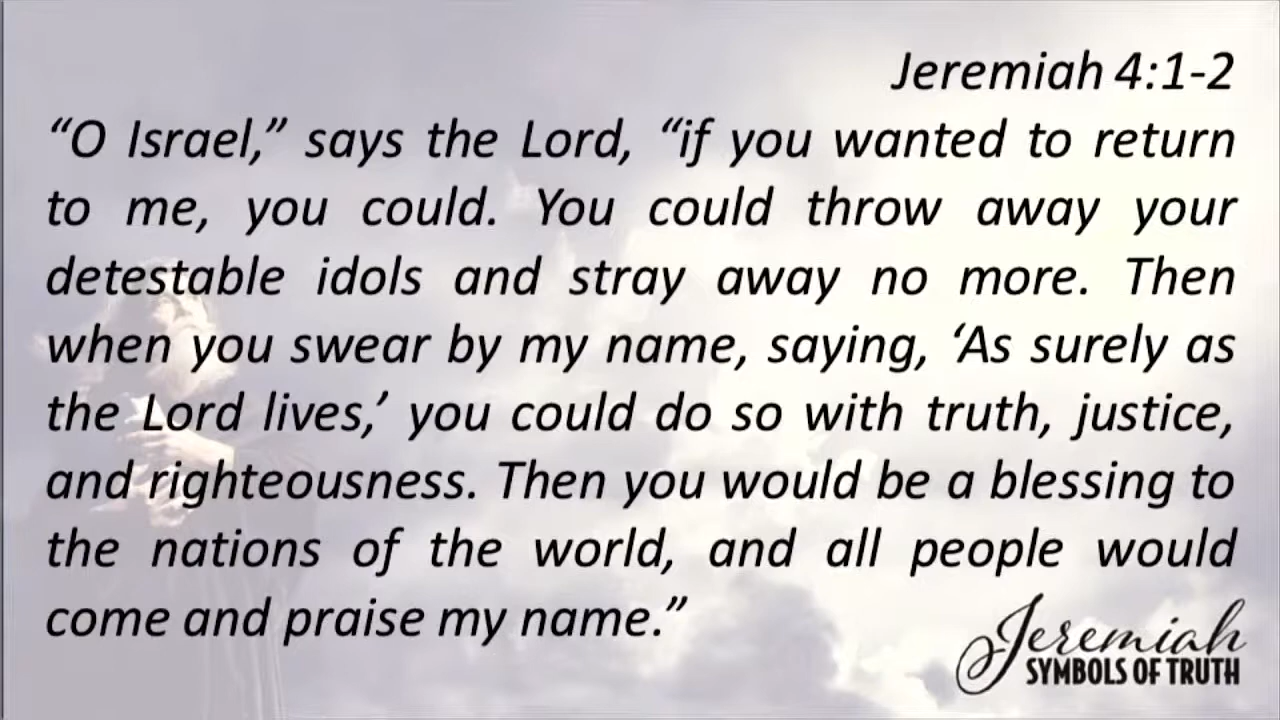 Jeremiah 4:1-2
“O Israel,” says the Lord, “if you wanted to return
to me, you could. You could throw away your
detestable idols and stray away no more. Then
when you swear by my name, saying, ‘As surely as
the Lord lives,’ you could do so with truth, justice,
and righteousness. Then you would be a blessing to
the nations of the world, and all people would
come and praise my name.”
Jeremiah
SYMBOLS OF TRUTH